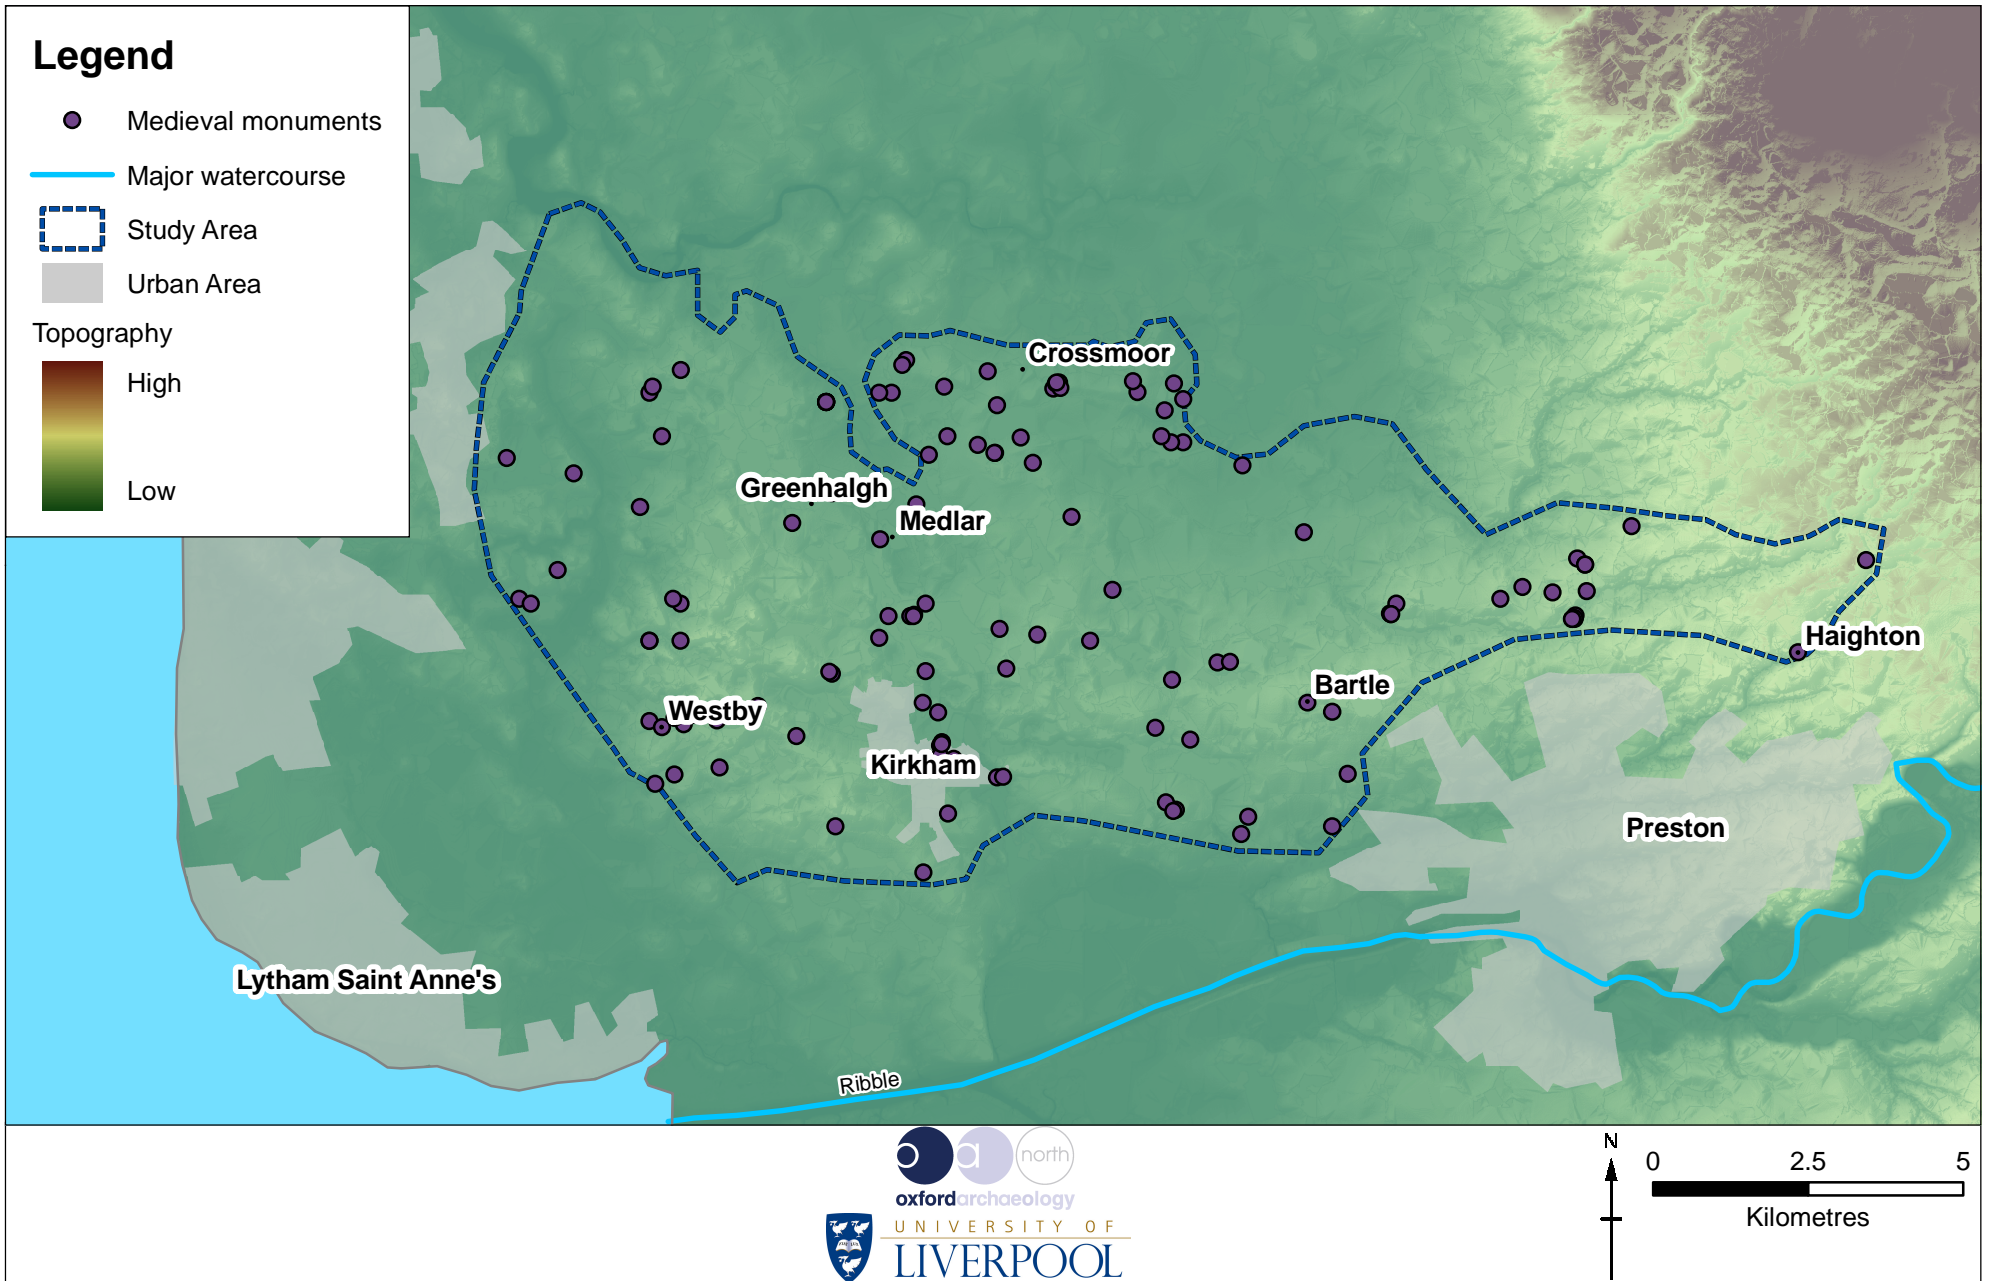 Legend
Medieval monuments
Major watercourse
Study Area
Urban Area
Topography
High
Low
Crossmoor
Greenhalgh
Medlar
Haighton
Bartle
Westby
Kirkham
Preston
Lytham Saint Anne's
Ribble
N
0 2.5 5
Kilometres
oa north
oxfordarchaeology
UNIVERSITY OF
LIVERPOOL